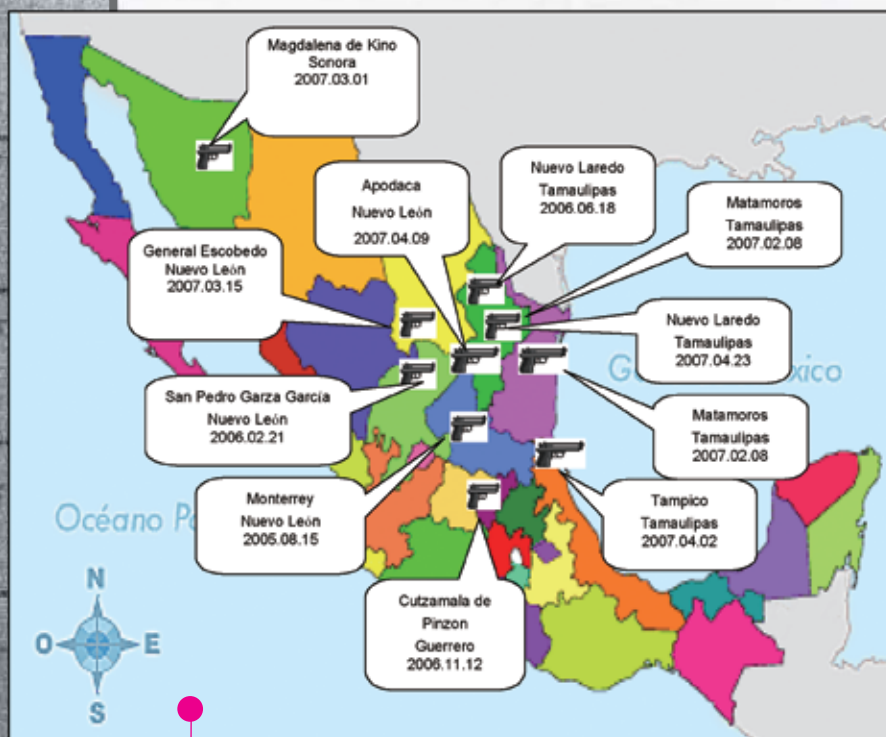 Magdalena de Kino
Sonora
2007.03.01
Apodaca
Nuevo León
2007.04.09
Nuevo Laredo
Tamaulipas
2006.06.18
Matamoros
Tamaulipas
2007.02.08
General Escobedo
Nuevo León
2007.03.15
Nuevo Laredo
Tamaulipas
2007.04.23
San Pedro Garza García
Nuevo León
2006.02.21
Matamoros
Tamaulipas
2007.02.08
Monterrey
Nuevo León
2005.08.15
Tampico
Tamaulipas
2007.04.02
Cutzamala de
Pinzon
Guerrero
2006.11.12
Océano
N
O
E
S